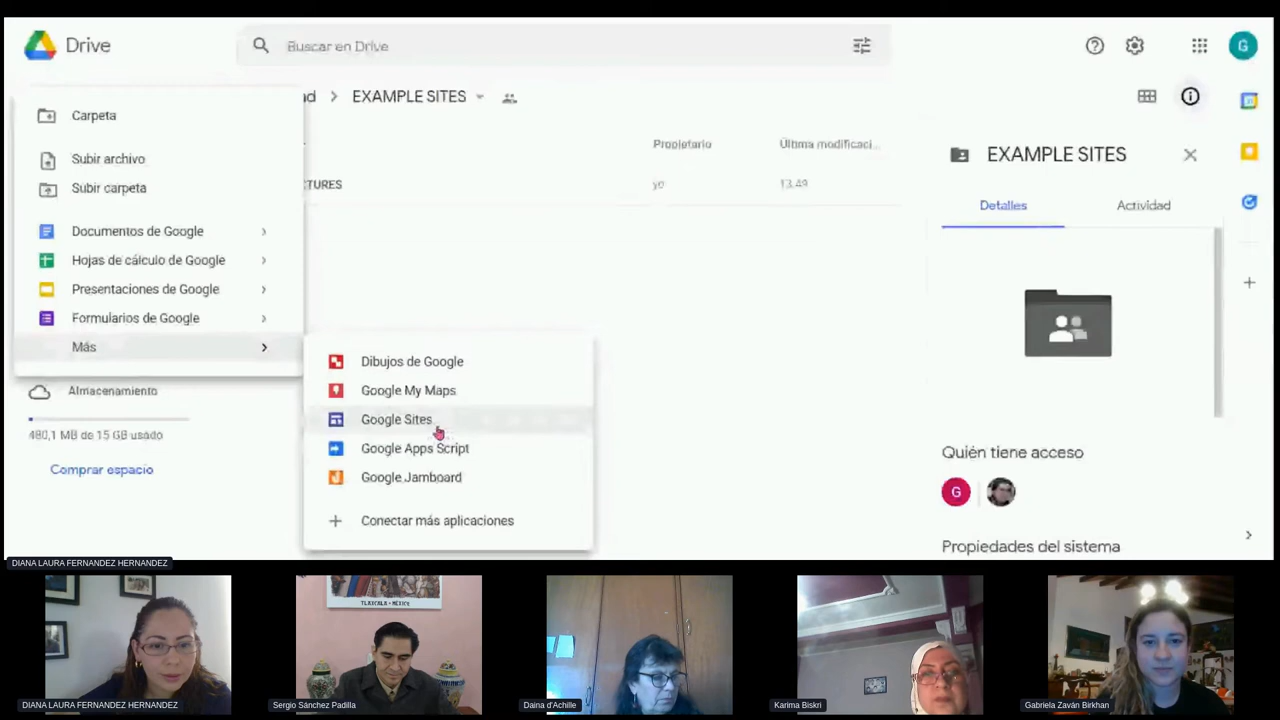 Drive
Buscar en Drive
G
ad > EXAMPLE SITES
Carpeta
Subir archivo
Subir carpeta
Documentos de Google
Hojas de cálculo de Google
Presentaciones de Google
Formularios de Google
Más
Almacenamiento
480,1 MB de 15 GB usado
Comprar espacio
Dibujos de Google
Google My Maps
Google Sites
Google Apps Script
Google Jamboard
Conectar más aplicaciones
Propietario
Última modificaci...
TURES
yo
13:49
EXAMPLE SITES
Detalles
Actividad
Quién tiene acceso
G
Propiedades del sistema
DIANA LAURA FERNANDEZ HERNANDEZ
TLAXCALA - MÉXICO
DIANA LAURA FERNANDEZ HERNANDEZ
Sergio Sánchez Padilla
Daina d'Achille
Karima Biskri
Gabriela Zaván Birkhan